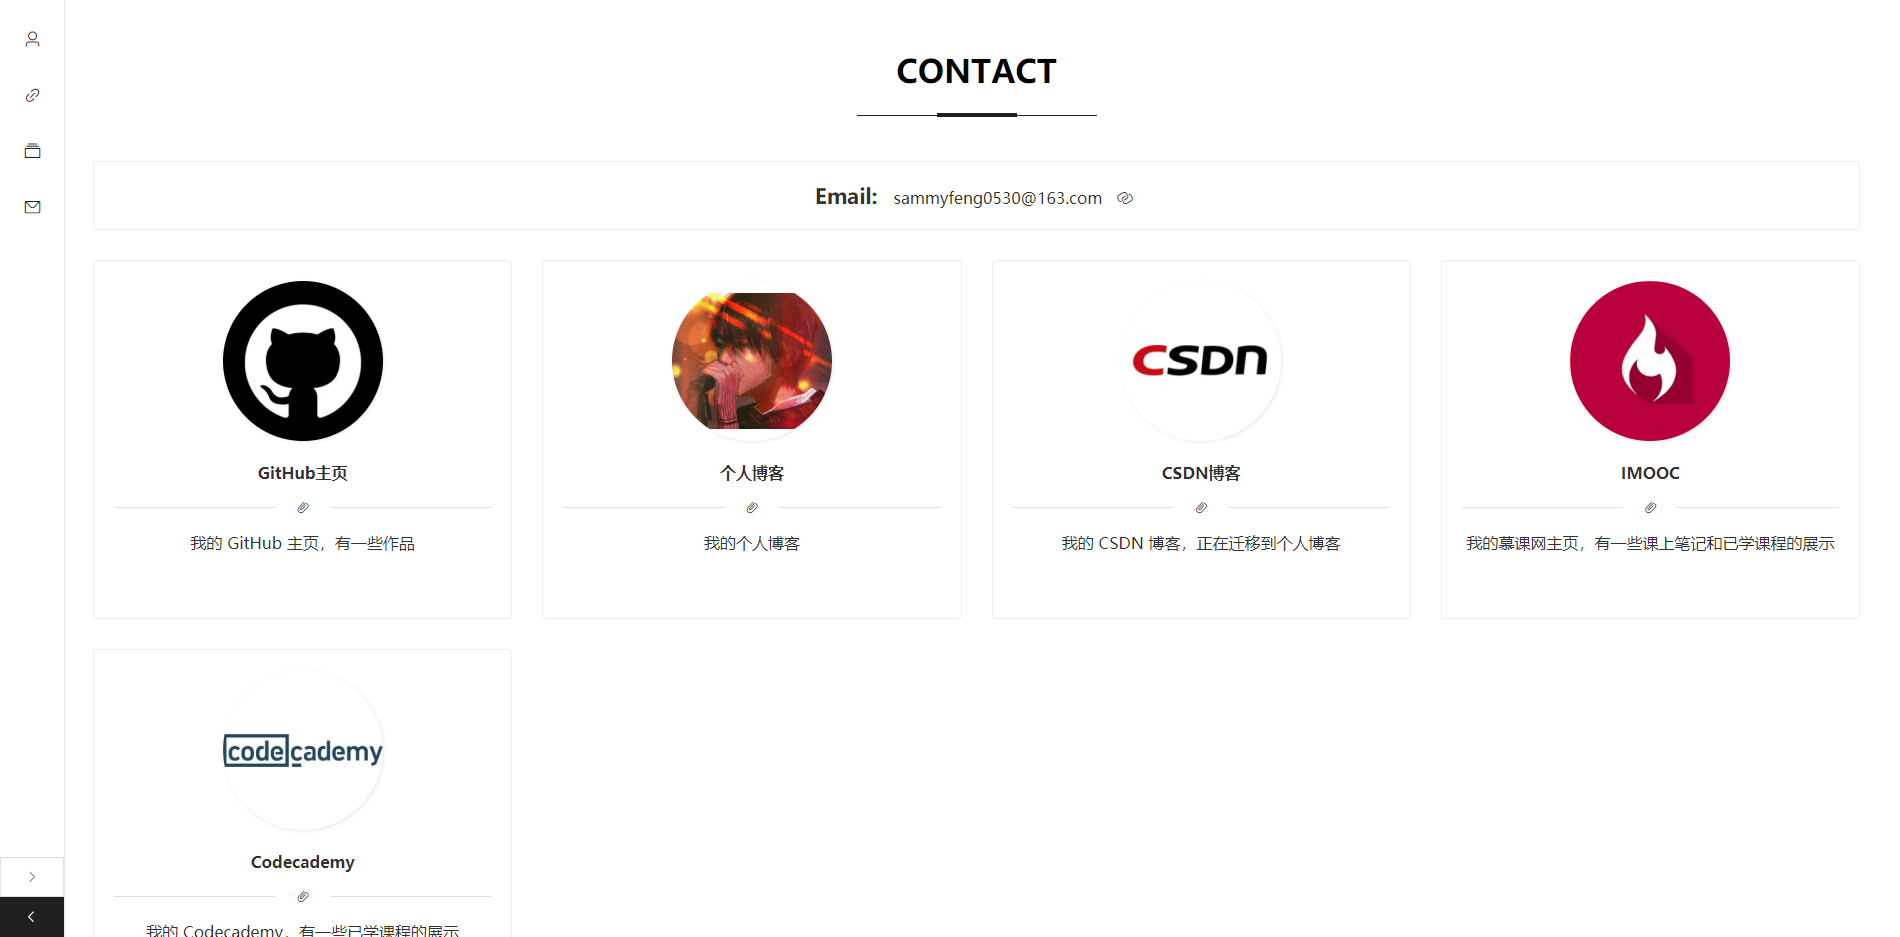 CONTACT
Email: sammyfeng0530@163.com
CSDN
GitHub主页
个人博客
CSDN博客
IMOOC
我的 GitHub 主页，有一些作品
我的个人博客
我的 CSDN 博客，正在迁移到个人博客
我的慕课网主页，有一些课上笔记和已学课程的展示
codecademy
Codecademy
我的 Codecademy，有一些已学课程的展示